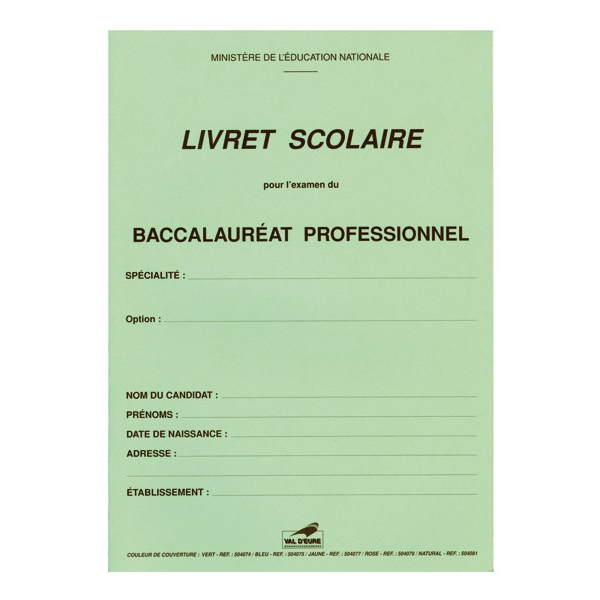 MINISTÈRE DE L'ÉDUCATION NATIONALE
LIVRET SCOLAIRE
pour l'examen du
BACCALAURÉAT PROFESSIONNEL
SPÉCIALITÉ :
Option :
NOM DU CANDIDAT :
PRÉNOMS :
DATE DE NAISSANCE :
ADRESSE :
ÉTABLISSEMENT :
VAL D'EURE
COULEUR DE COUVERTURE : VERT - REF. : 504074 / BLEU - REF. : 504075 / JAUNE - REF. : 504077 / ROSE - REF. : 504079 / NATURAL - REF. : 504081